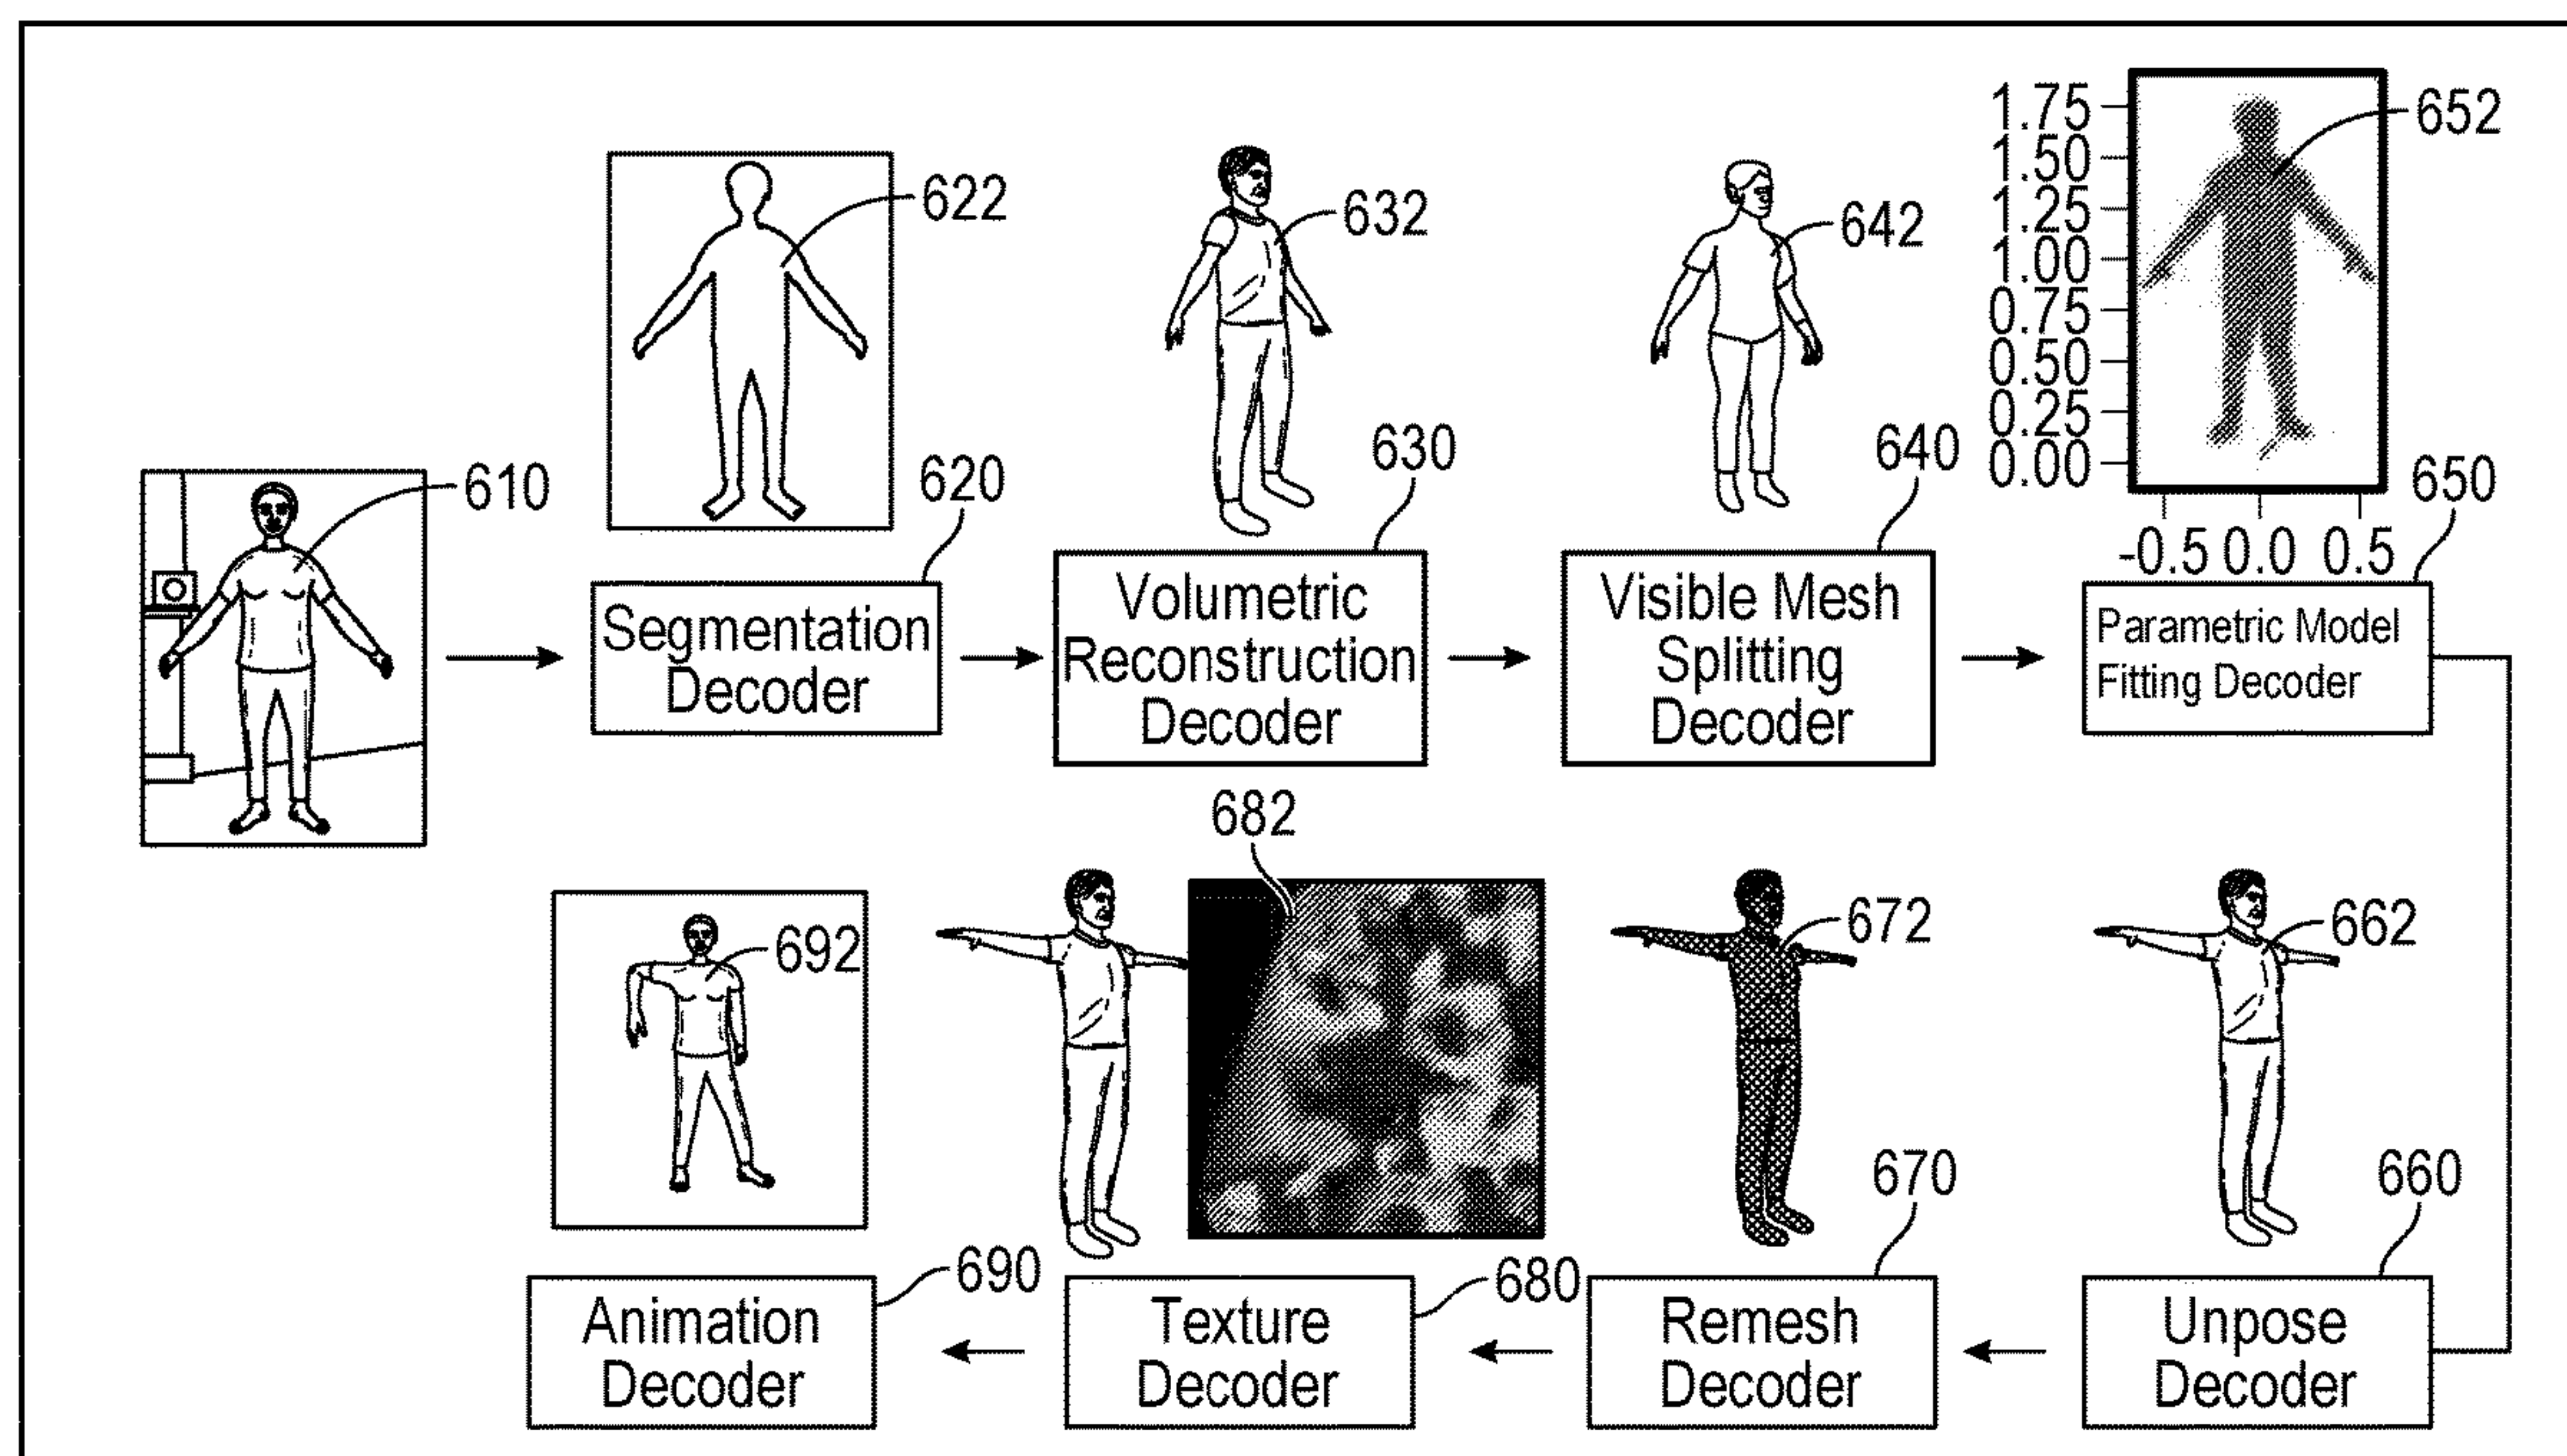 1.75
1.50
1.25
1.00
0.75
0.50
0.25
0.00
-0.5 0.0 0.5
652
622
632
642
610
620
630
640
650
Segmentation
Decoder
Volumetric
Reconstruction
Decoder
Visible Mesh
Splitting
Decoder
Parametric Model
Fitting Decoder
682
692
672
662
690
680
670
660
Animation
Decoder
Texture
Decoder
Remesh
Decoder
Unpose
Decoder